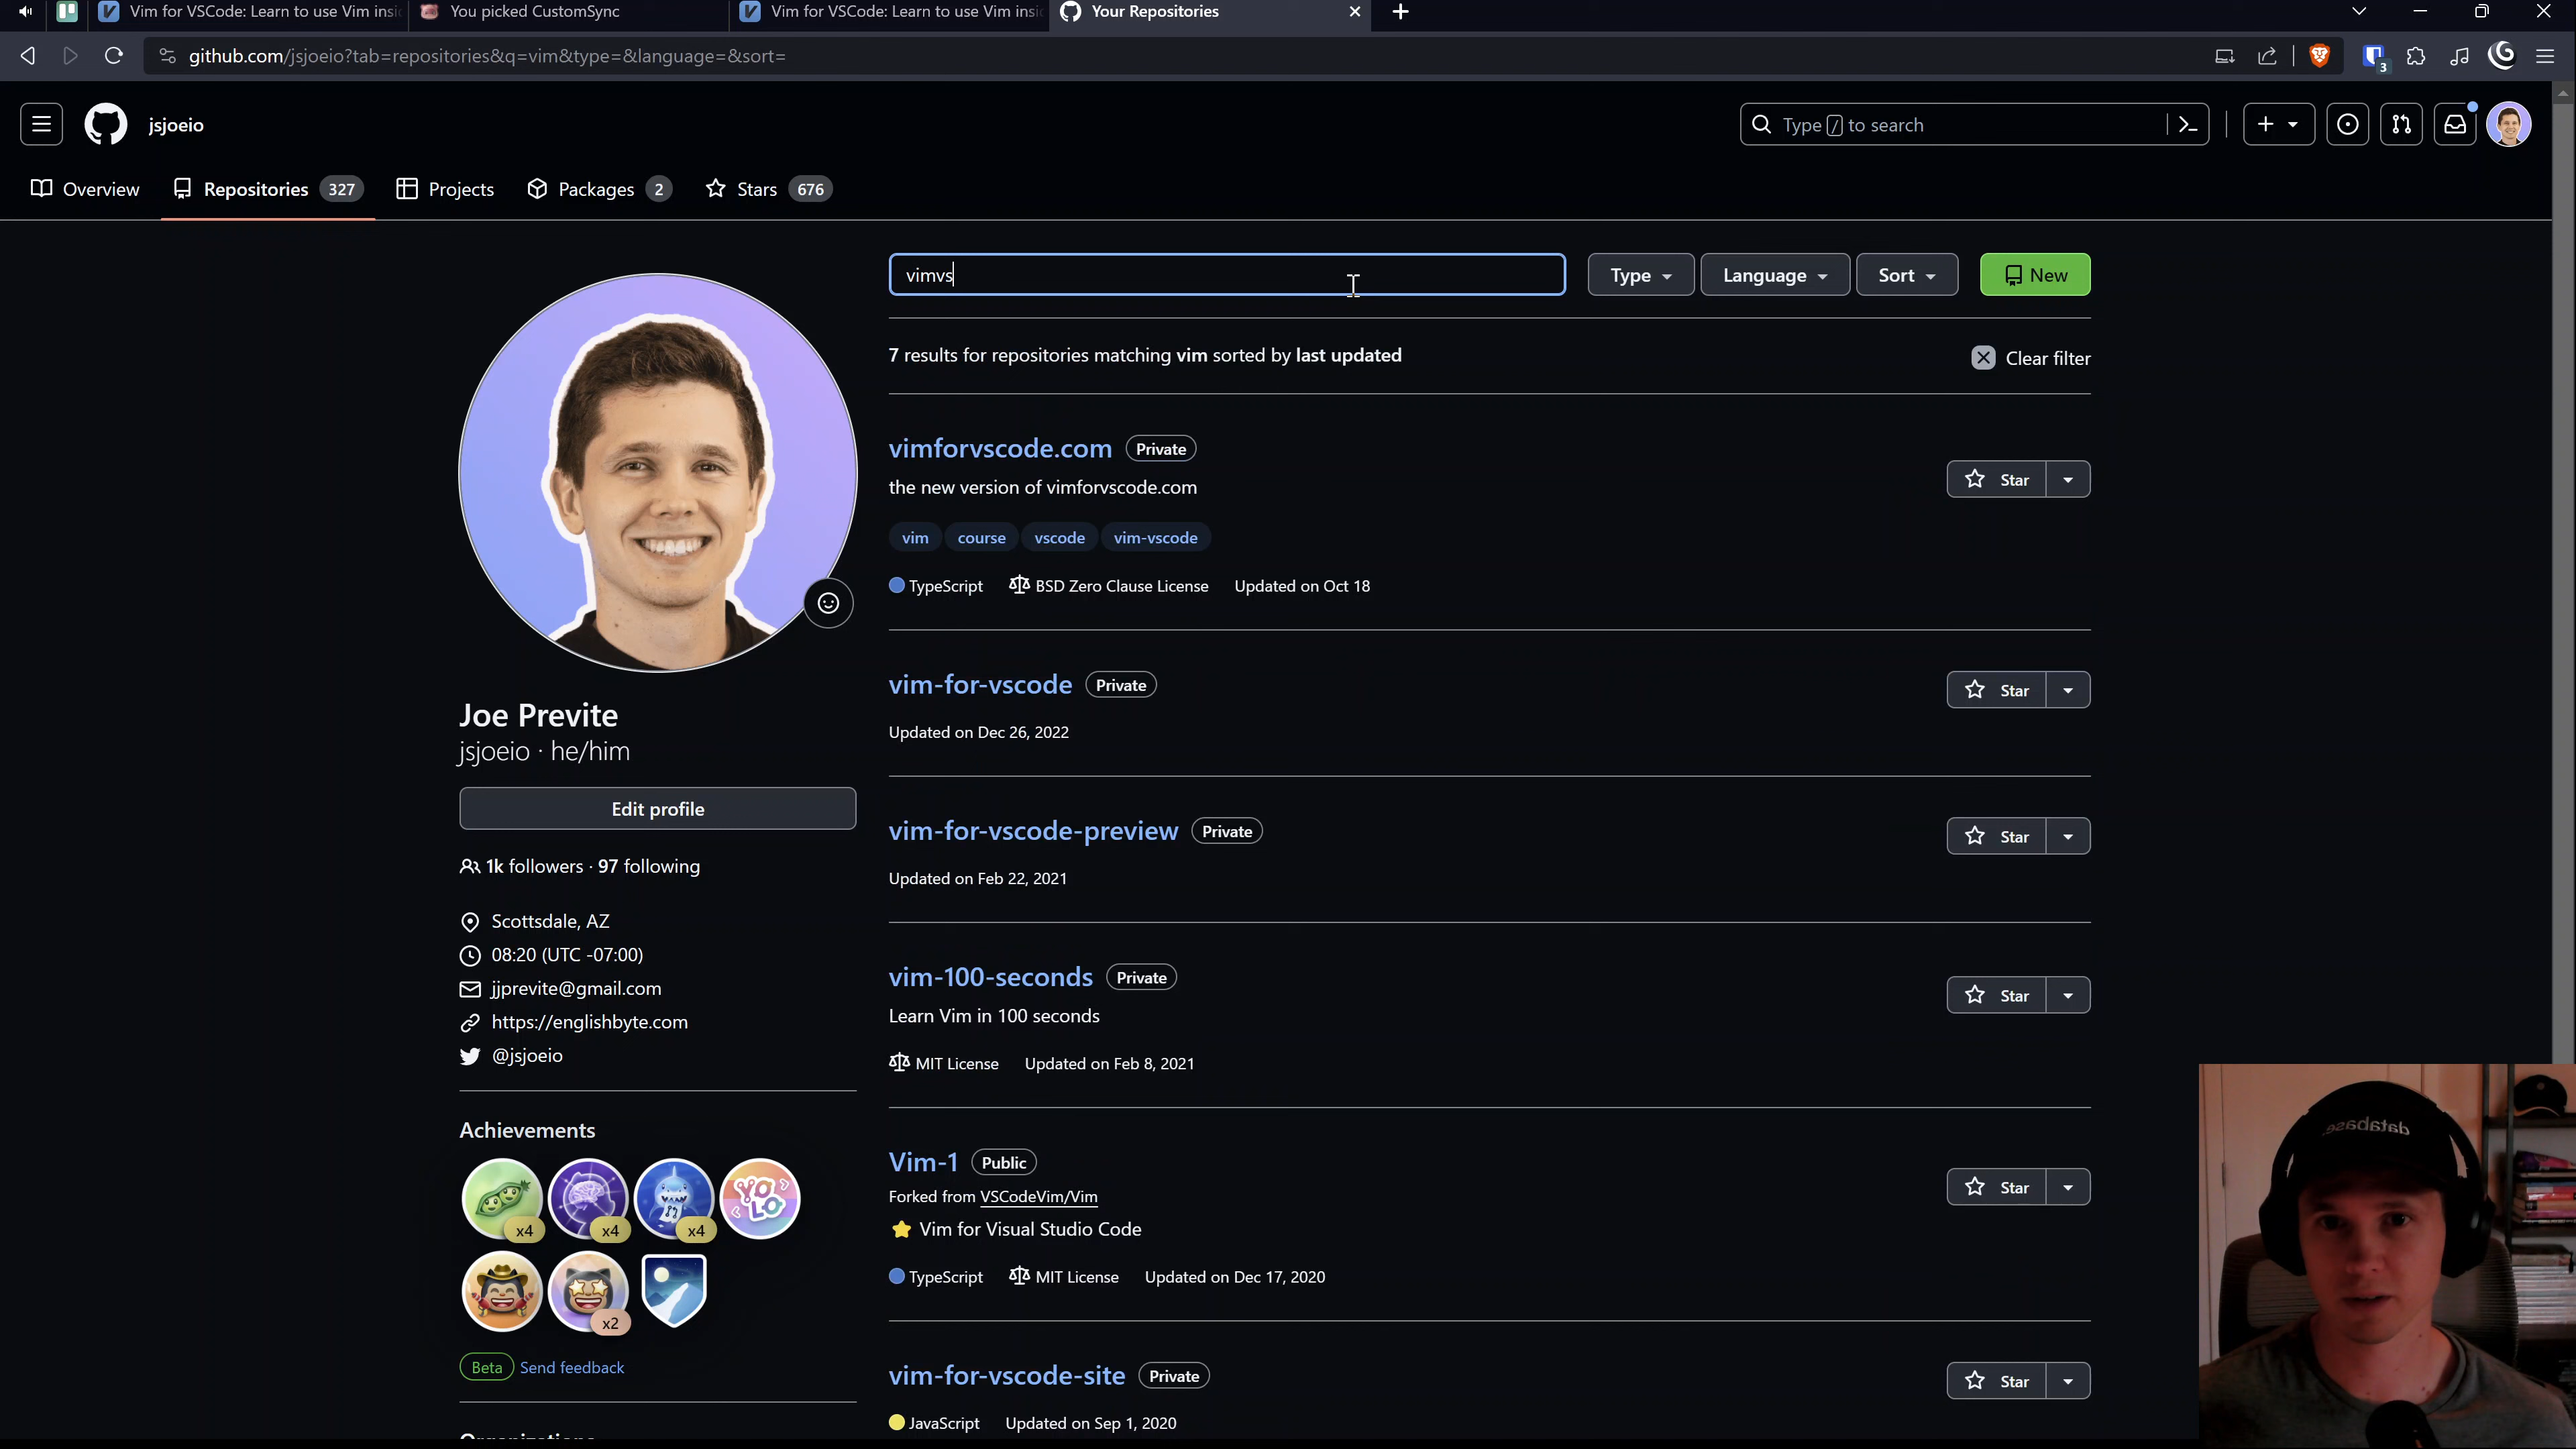 Vim for VSCode: Learn to use Vim insi
You picked CustomSync
Vim for VSCode: Learn to use Vim insi
Your Repositories
github.com/jsjoeio?tab=repositories&q=vim&type=&language=&sort=
3
jsjoeio
Type / to search
Overview
Repositories 327
Projects
Packages 2
Stars 676
vimvs
Type
Language
Sort
New
7 results for repositories matching vim sorted by last updated
Clear filter
vimforvscode.com Private
the new version of vimforvscode.com
vim course vscode vim-vscode
TypeScript BSD Zero Clause License Updated on Oct 18
Star
vim-for-vscode Private
Updated on Dec 26, 2022
Star
vim-for-vscode-preview Private
Updated on Feb 22, 2021
Star
vim-100-seconds Private
Learn Vim in 100 seconds
MIT License Updated on Feb 8, 2021
Star
Vim-1 Public
Forked from VSCodeVim/Vim
Vim for Visual Studio Code
TypeScript MIT License Updated on Dec 17, 2020
Star
vim-for-vscode-site Private
JavaScript Updated on Sep 1, 2020
Star
Joe Previte
jsjoeio · he/him
Edit profile
1k followers · 97 following
Scottsdale, AZ
08:20 (UTC -07:00)
jjprevite@gmail.com
https://englishbyte.com
@jsjoeio
Achievements
x4
x4
x4
YOLO
x2
Beta Send feedback
Organizations
database